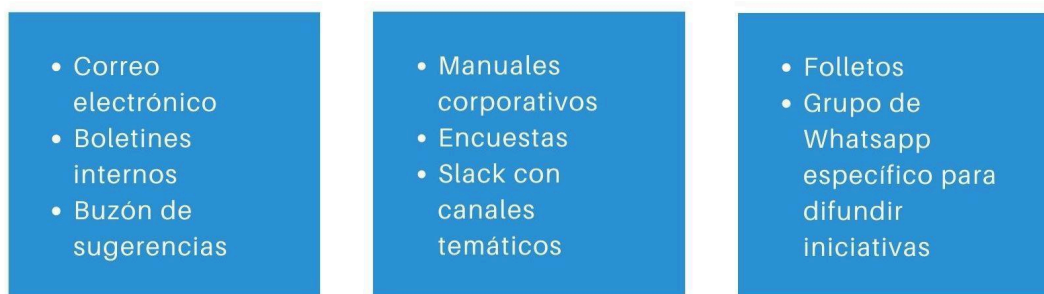 • Correo
electrónico
• Boletines
internos
• Buzón de
sugerencias
• Manuales
corporativos
• Encuestas
• Slack con
canales
temáticos
• Folletos
• Grupo de
Whatsapp
específico para
difundir
iniciativas